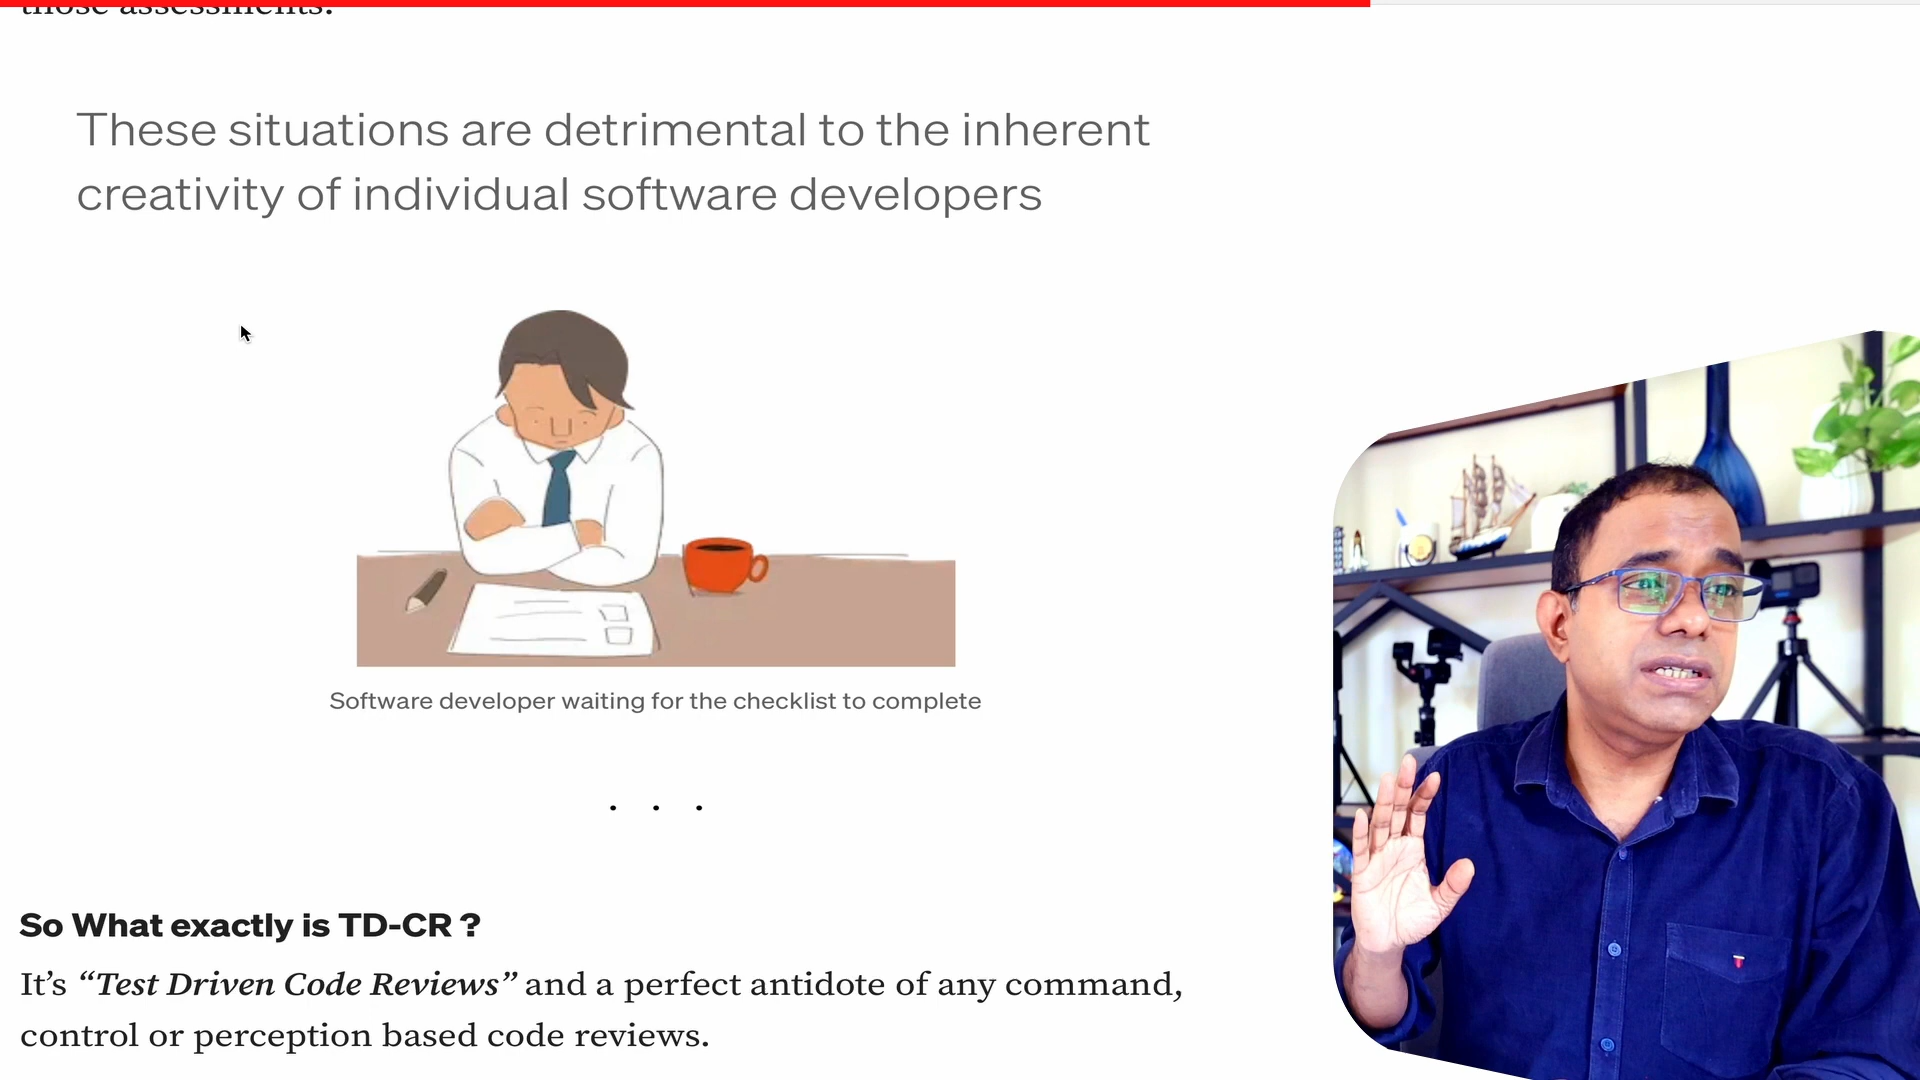 those assessments.
These situations are detrimental to the inherent
creativity of individual software developers
Software developer waiting for the checklist to complete
. . .
So What exactly is TD-CR ?
It’s “Test Driven Code Reviews” and a perfect antidote of any command,
control or perception based code reviews.